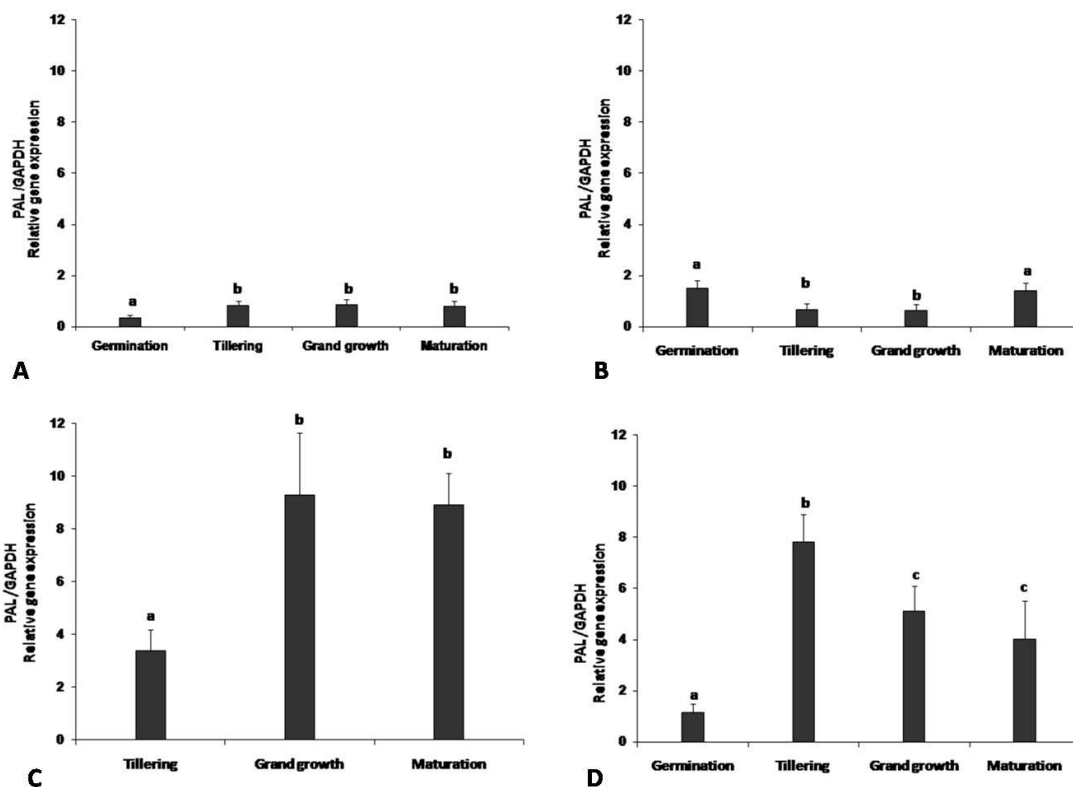 12
10
8
6
4
2
0
PAL/GAPDH
Relative gene expression
a
b
b
b
Germination Tillering Grand growth Maturation
A
12
10
8
6
4
2
0
PAL/GAPDH
Relative gene expression
a
b
b
a
Germination Tillering Grand growth Maturation
B
12
10
8
6
4
2
0
PAL/GAPDH
Relative gene expression
a
b
b
Tillering Grand growth Maturation
C
12
10
8
6
4
2
0
PAL/GAPDH
Relative gene expression
a
b
c
c
Germination Tillering Grand growth Maturation
D